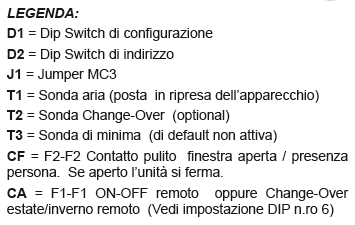 LEGENDA:
D1 = Dip Switch di configurazione
D2 = Dip Switch di indirizzo
J1 = Jumper MC3
T1 = Sonda aria (posta in ripresa dell'apparecchio)
T2 = Sonda Change-Over (optional)
T3 = Sonda di minima (di default non attiva)
CF = F2-F2 Contatto pulito finestra aperta / presenza
persona. Se aperto l'unità si ferma.
CA = F1-F1 ON-OFF remoto oppure Change-Over
estate/inverno remoto (Vedi impostazione DIP n.ro 6)